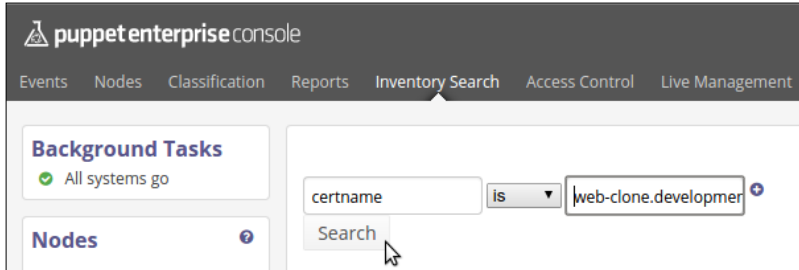 puppet enterprise console
Events Nodes Classification Reports Inventory Search Access Control Live Management
Background Tasks
All systems go
certname is web-clone.developmer
Search
Nodes ?